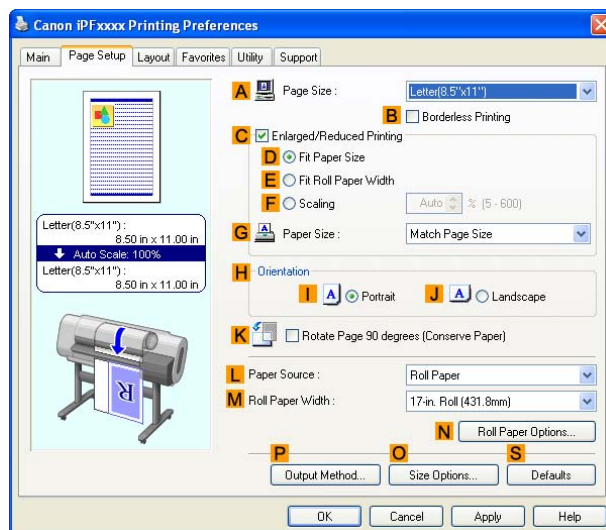 Canon iPFxxxx Printing Preferences
Main Page Setup Layout Favorites Utility Support
A Page Size : Letter(8.5"x11")
B Borderless Printing
C Enlarged/Reduced Printing
D Fit Paper Size
E Fit Roll Paper Width
F Scaling Auto % (5 - 600)
G A Paper Size : Match Page Size
Letter(8.5"x11") :
8.50 in x 11.00 in
Auto Scale: 100%
Letter(8.5"x11") :
8.50 in x 11.00 in
H Orientation
I A Portrait J A Landscape
K Rotate Page 90 degrees (Conserve Paper)
R
L Paper Source : Roll Paper
M Roll Paper Width : 17-in. Roll (431.8mm)
N Roll Paper Options...
P O S
Output Method... Size Options... Defaults
OK Cancel Apply Help